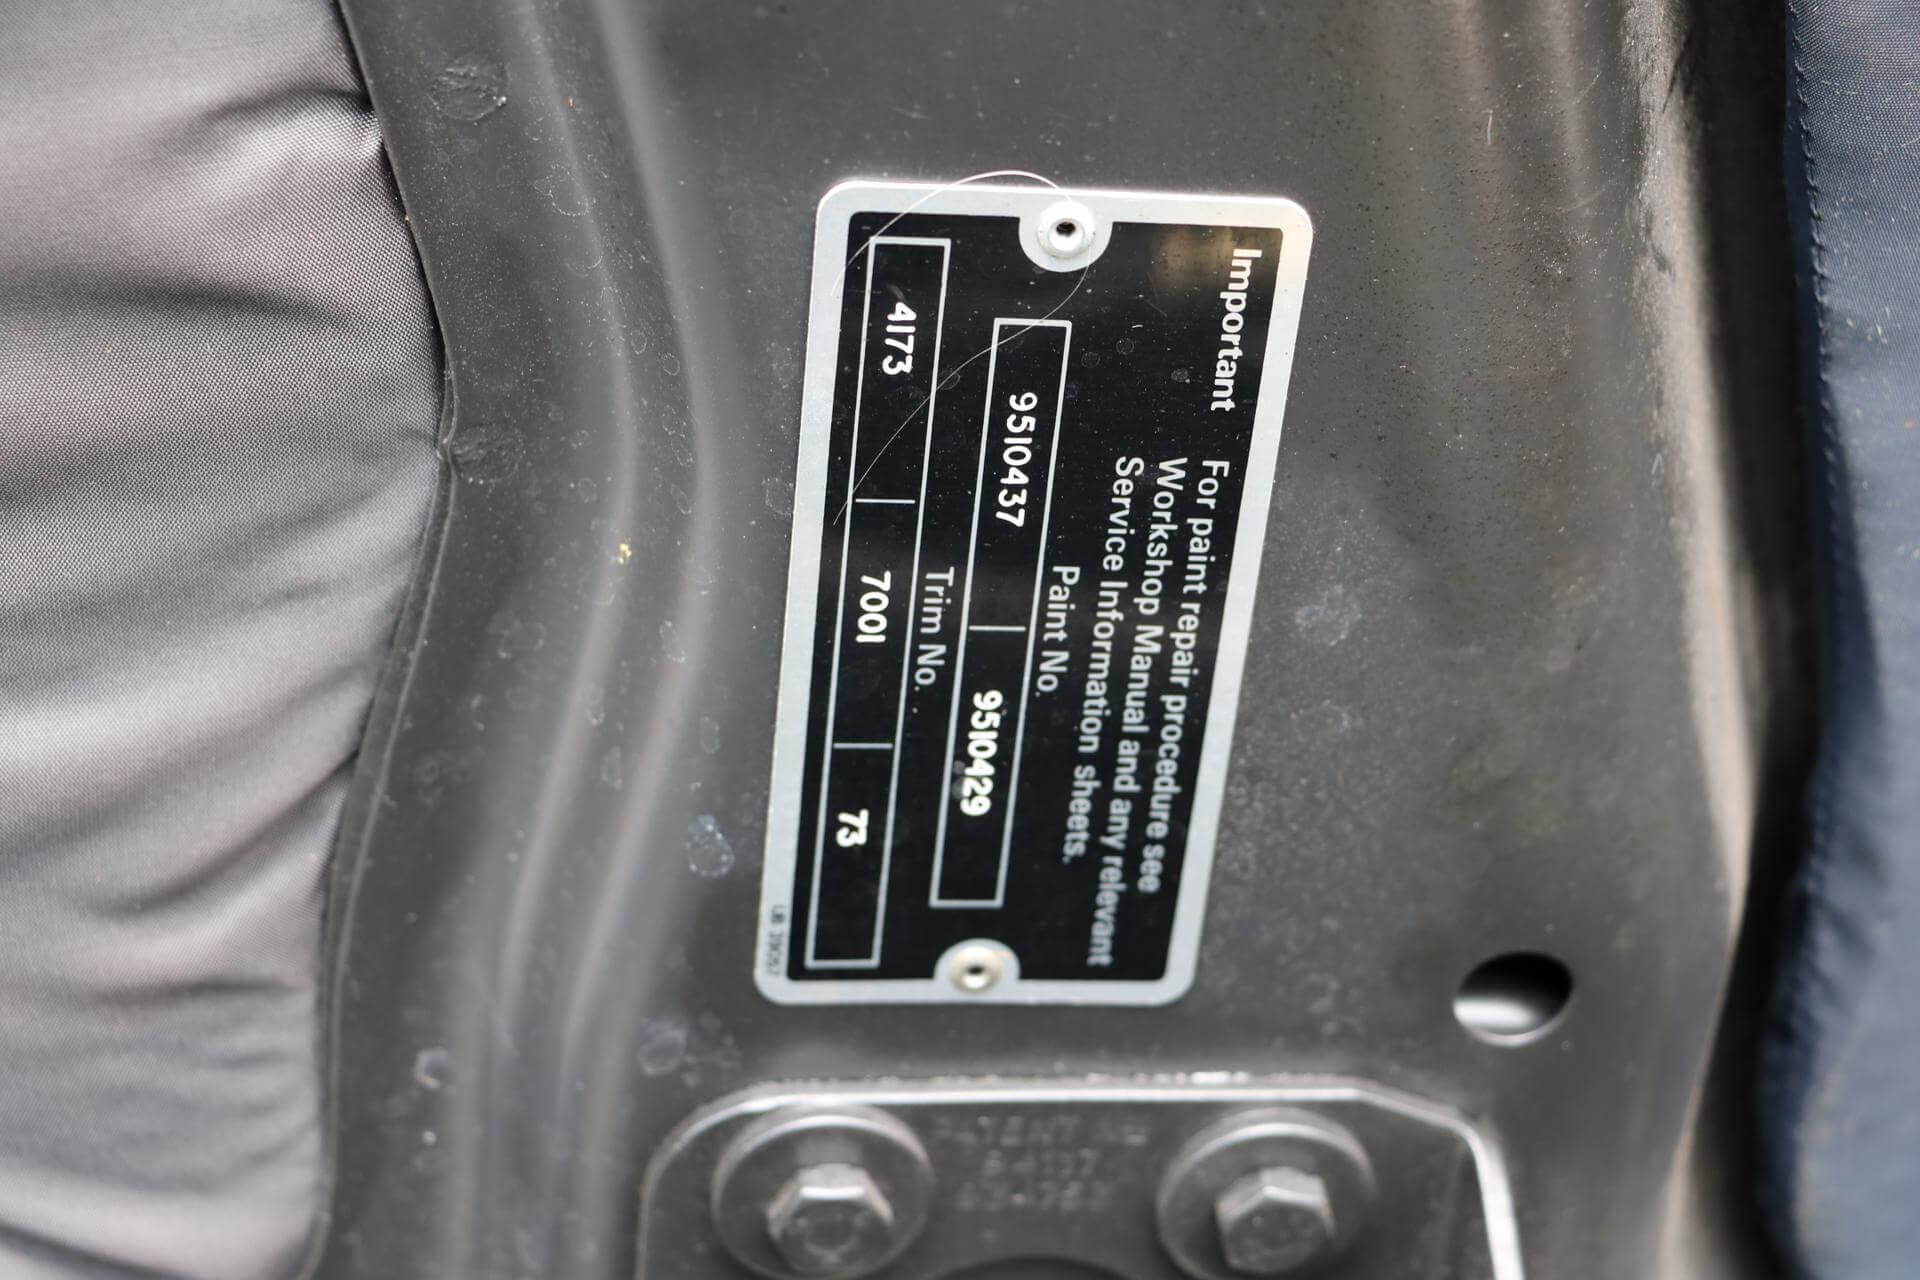 Important
For paint repair procedure see
Workshop Manual and any relevant
Service Information sheets.
Paint No.
9510437 9510429
Trim No.
4173 7001 73
PATENT